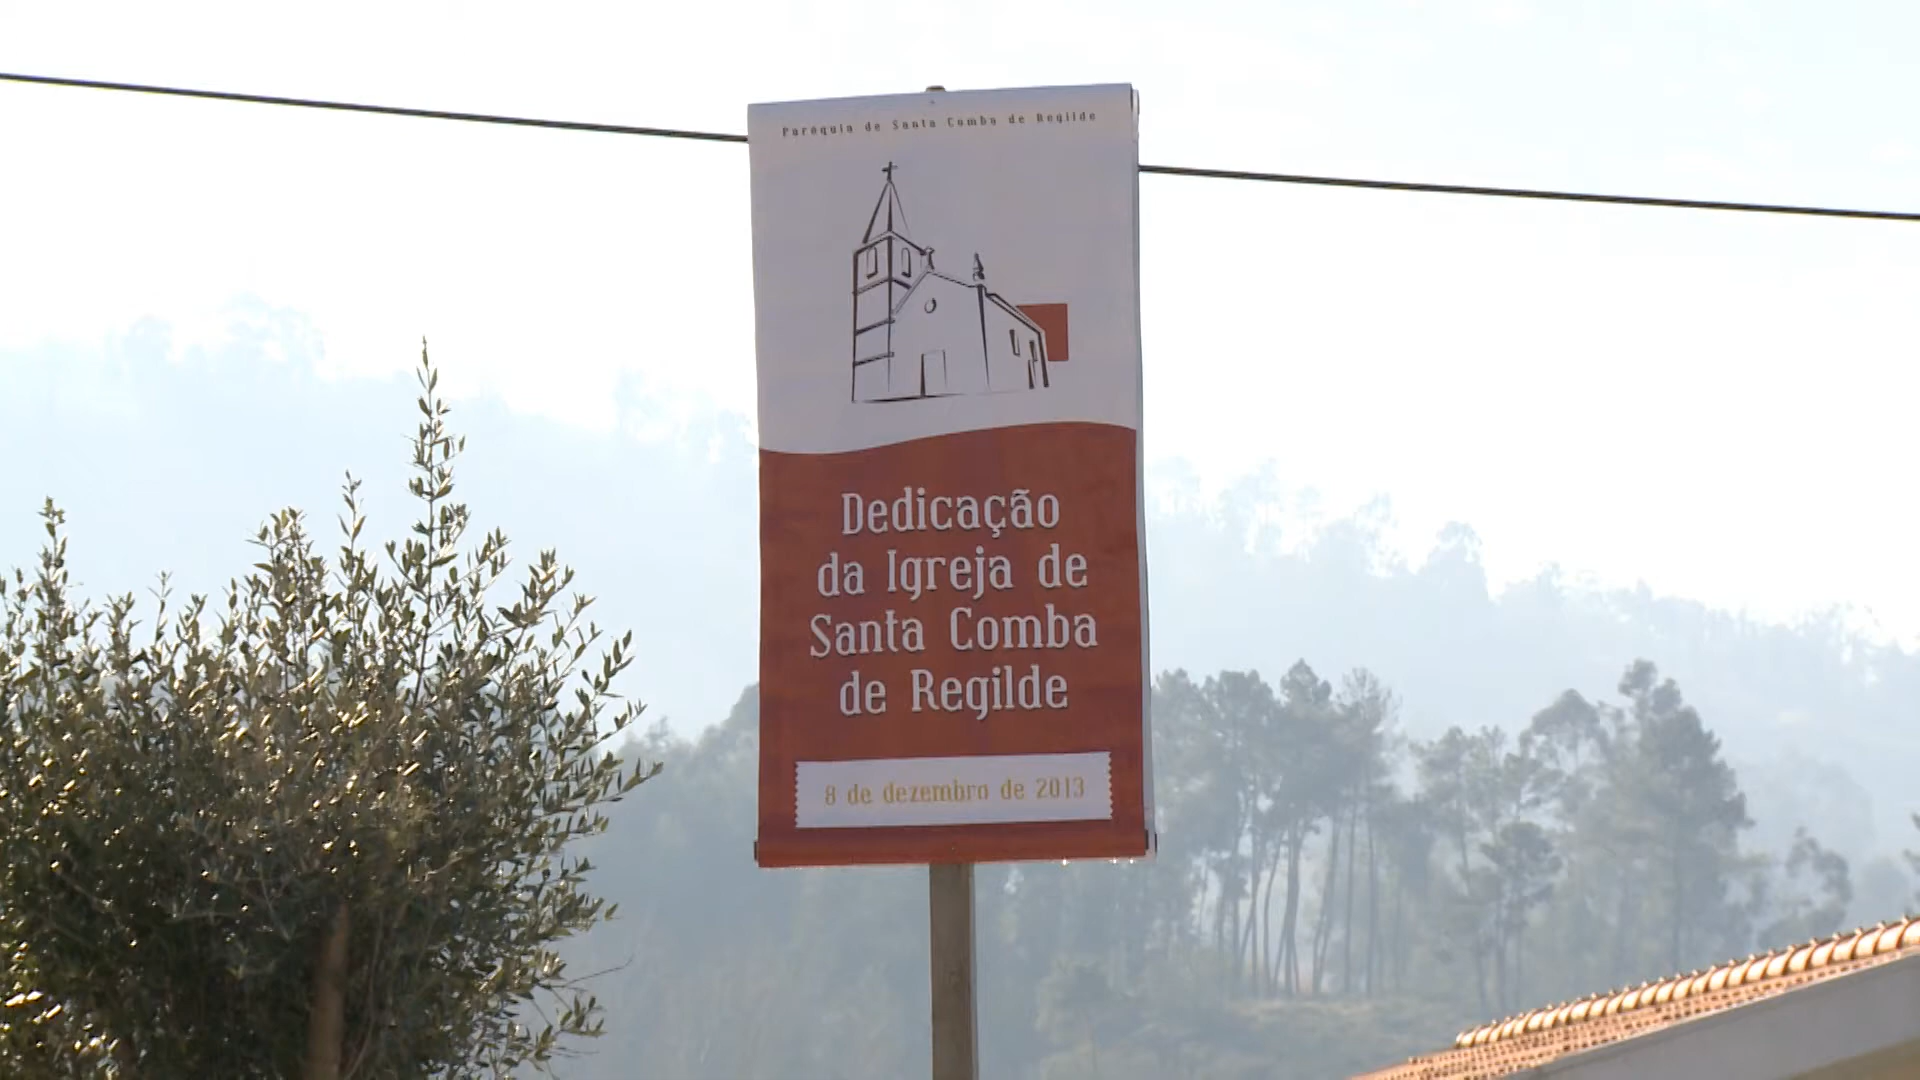 Paróquia de Santa Comba de Regilde
Dedicação
da Igreja de
Santa Comba
de Regilde
8 de dezembro de 2013